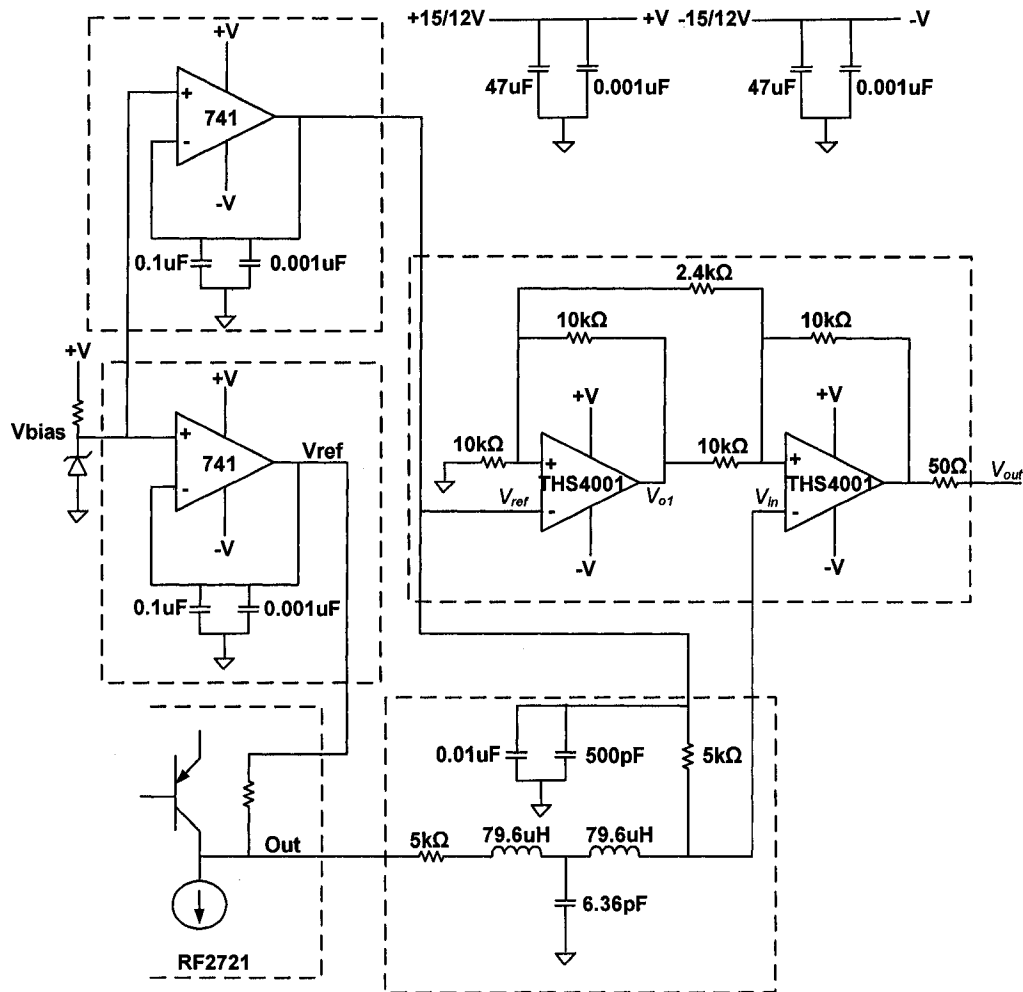 +15/12V
+V
-15/12V
-V
47uF
0.001uF
47uF
0.001uF
+V
+
741
-
-V
0.1uF
0.001uF
+V
Vbias
+V
+
741
-
Vref
-V
0.1uF
0.001uF
2.4kΩ
10kΩ
10kΩ
+V
+V
10kΩ
10kΩ
50Ω
+
THS4001
-
Vref
Vo1
+
THS4001
-
Vin
Vout
-V
-V
0.01uF
500pF
5kΩ
Out
5kΩ
79.6uH
79.6uH
6.36pF
RF2721